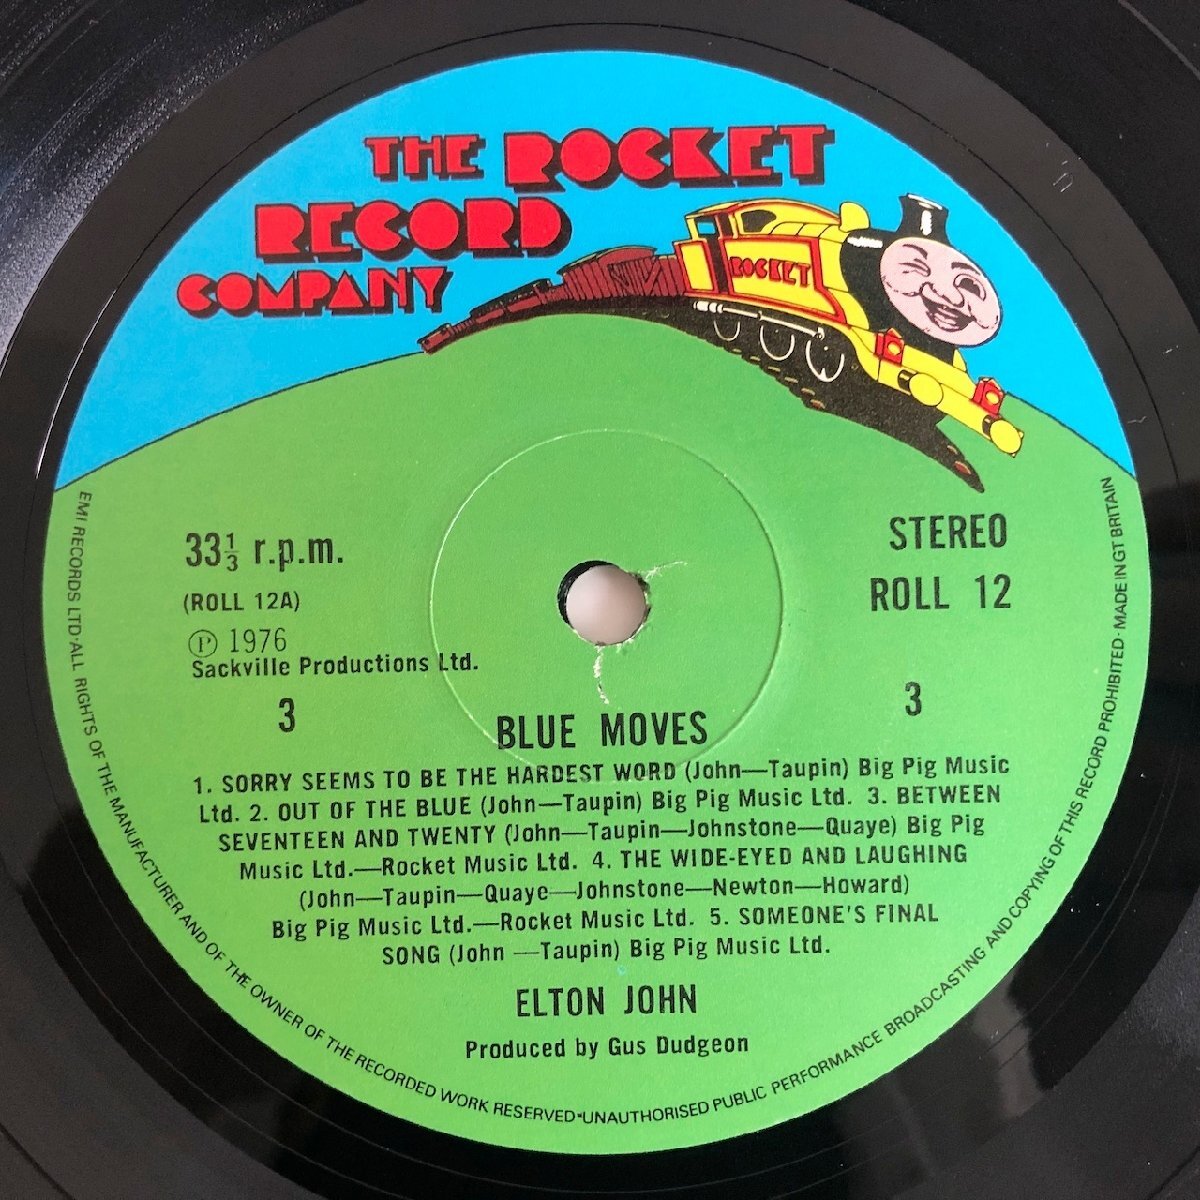 THE ROCKET
RECORD
COMPANY
ROCKET
33⅓ r.p.m.
(ROLL 12A)
Ⓟ 1976
Sackville Productions Ltd.
3
STEREO
ROLL 12
3
BLUE MOVES
1. SORRY SEEMS TO BE THE HARDEST WORD (John—Taupin) Big Pig Music
Ltd. 2. OUT OF THE BLUE (John—Taupin) Big Pig Music Ltd. 3. BETWEEN
SEVENTEEN AND TWENTY (John—Taupin—Johnstone—Quaye) Big Pig
Music Ltd.—Rocket Music Ltd. 4. THE WIDE-EYED AND LAUGHING
(John—Taupin—Quaye—Johnstone—Newton—Howard)
Big Pig Music Ltd.—Rocket Music Ltd. 5. SOMEONE'S FINAL
SONG (John —Taupin) Big Pig Music Ltd.
ELTON JOHN
Produced by Gus Dudgeon
EMI RECORDS LTD·ALL RIGHTS OF THE MANUFACTURER AND OF THE OWNER OF THE RECORDED WORK RESERVED·UNAUTHORISED PUBLIC PERFORMANCE BROADCASTING AND COPYING OF THIS RECORD PROHIBITED·MADE IN GT BRITAIN